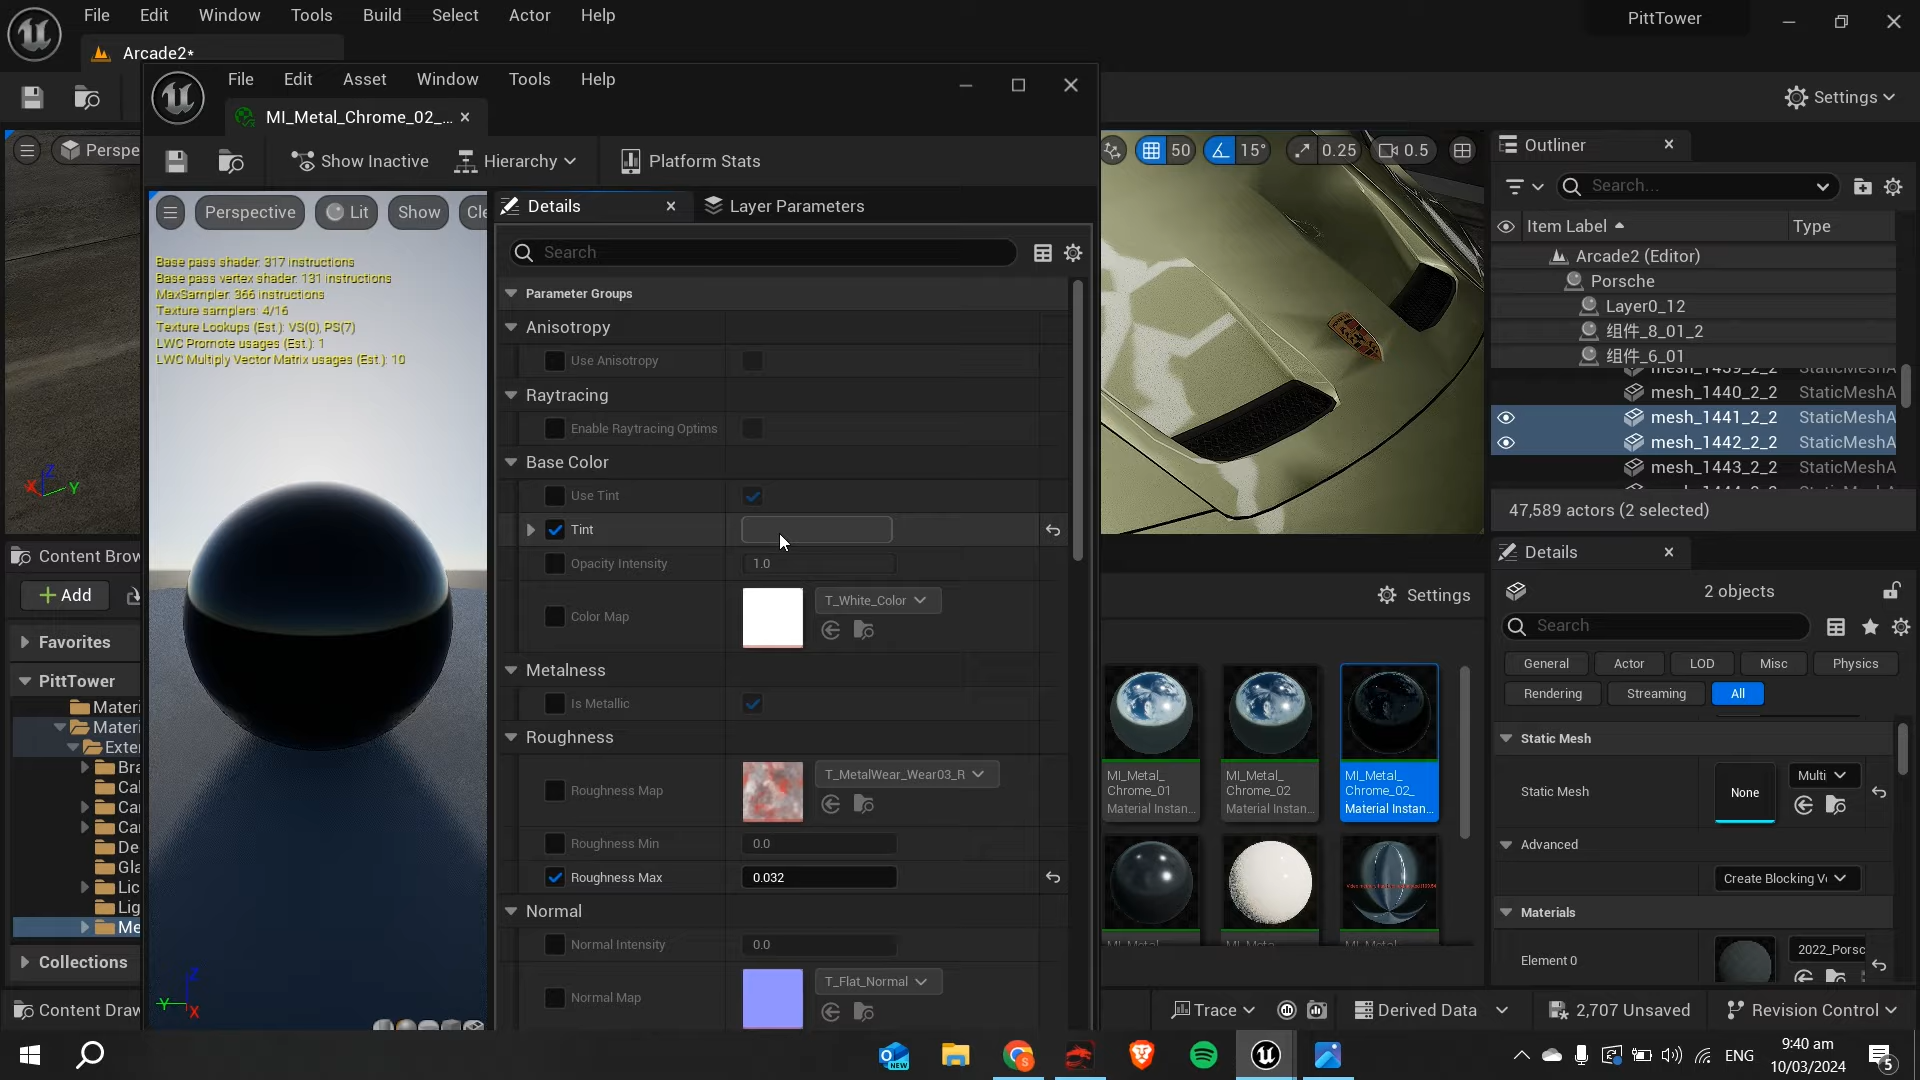 File Edit Window Tools Build Select Actor Help
PittTower
Arcade2*
File Edit Asset Window Tools Help
MI_Metal_Chrome_02_...
Settings
Show Inactive
Hierarchy
Platform Stats
Perspe
50
15°
0.25
0.5
Outliner
Search...
Item Label
Type
Arcade2 (Editor)
Porsche
Layer0_12
组件_8_01_2
组件_6_01
mesh_1440_2_2 StaticMeshA
mesh_1441_2_2 StaticMeshA
mesh_1442_2_2 StaticMeshA
mesh_1443_2_2 StaticMeshA
47,589 actors (2 selected)
Perspective
Lit
Show
Cle
Base pass shader: 317 instructions
Base pass vertex shader: 131 instructions
MaxSampler: 366 instructions
Texture samplers: 4/16
Texture Lookups (Est.): VS(0), PS(7)
LWC Promote usages (Est.): 1
LWC Multiply Vector Matrix usages (Est.): 10
Details
Layer Parameters
Search
Parameter Groups
Anisotropy
Use Anisotropy
Raytracing
Enable Raytracing Optims
Base Color
Use Tint
Tint
Opacity Intensity
1.0
Color Map
T_White_Color
Metalness
Is Metallic
Roughness
Roughness Map
T_MetalWear_Wear03_R
Roughness Min
0.0
Roughness Max
0.032
Normal
Normal Intensity
0.0
Normal Map
T_Flat_Normal
X
Y
Z
Content Brow
Add
Favorites
PittTower
Materi
Materi
Exter
Bra
Cal
Car
Car
De
Gla
Lic
Lig
Me
Collections
Content Draw
Z
Y
X
Settings
MI_Metal_
Chrome_01
Material Instan...
MI_Metal_
Chrome_02
Material Instan...
MI_Metal_
Chrome_02_
Material Instan...
Details
2 objects
Search
General Actor LOD Misc Physics
Rendering Streaming All
Static Mesh
Static Mesh
None
Multi
Advanced
Create Blocking Vo
Materials
Element 0
2022_Porsc
Trace
Derived Data
2,707 Unsaved
Revision Control
NEW
S
ENG
9:40 am
10/03/2024
5